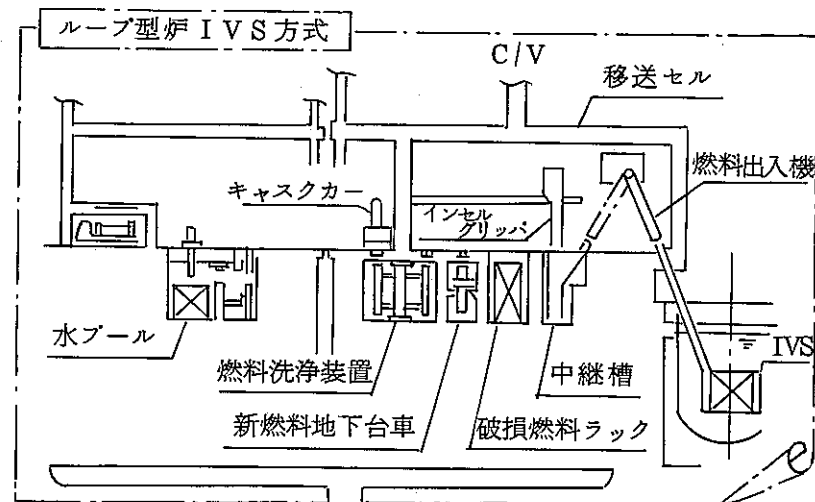 ループ型炉IVS方式
C/V
移送セル
燃料出入機
キャスクカー
インセル
グリッパ
水プール
燃料洗浄装置
新燃料地下台車
破損燃料ラック
中継槽
IVS